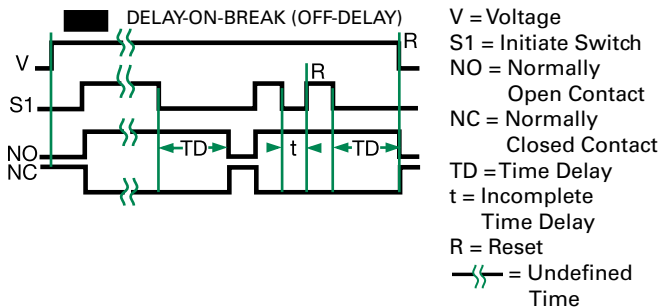 DELAY-ON-BREAK (OFF-DELAY)
R
V
R
S1
NO
NC
TD
t
TD
V = Voltage
S1 = Initiate Switch
NO = Normally
Open Contact
NC = Normally
Closed Contact
TD = Time Delay
t = Incomplete
Time Delay
R = Reset
= Undefined
Time